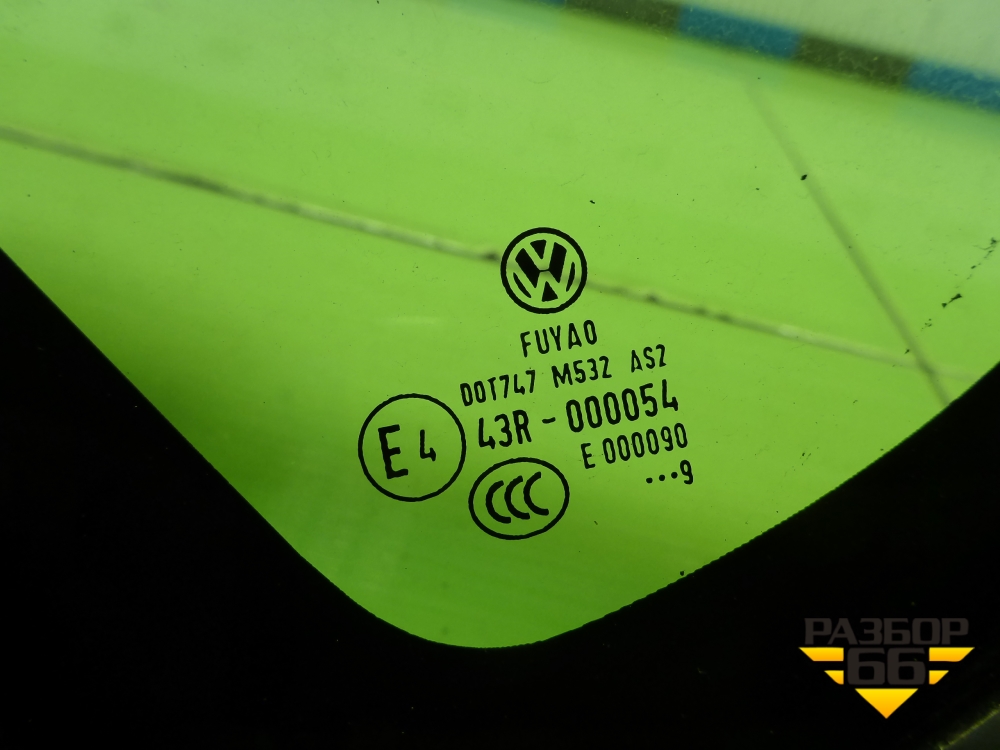 FUYAO
DOT747 M532 AS2
43R-000054
E4
E 000090
CCC
...9
РАЗБОР
66